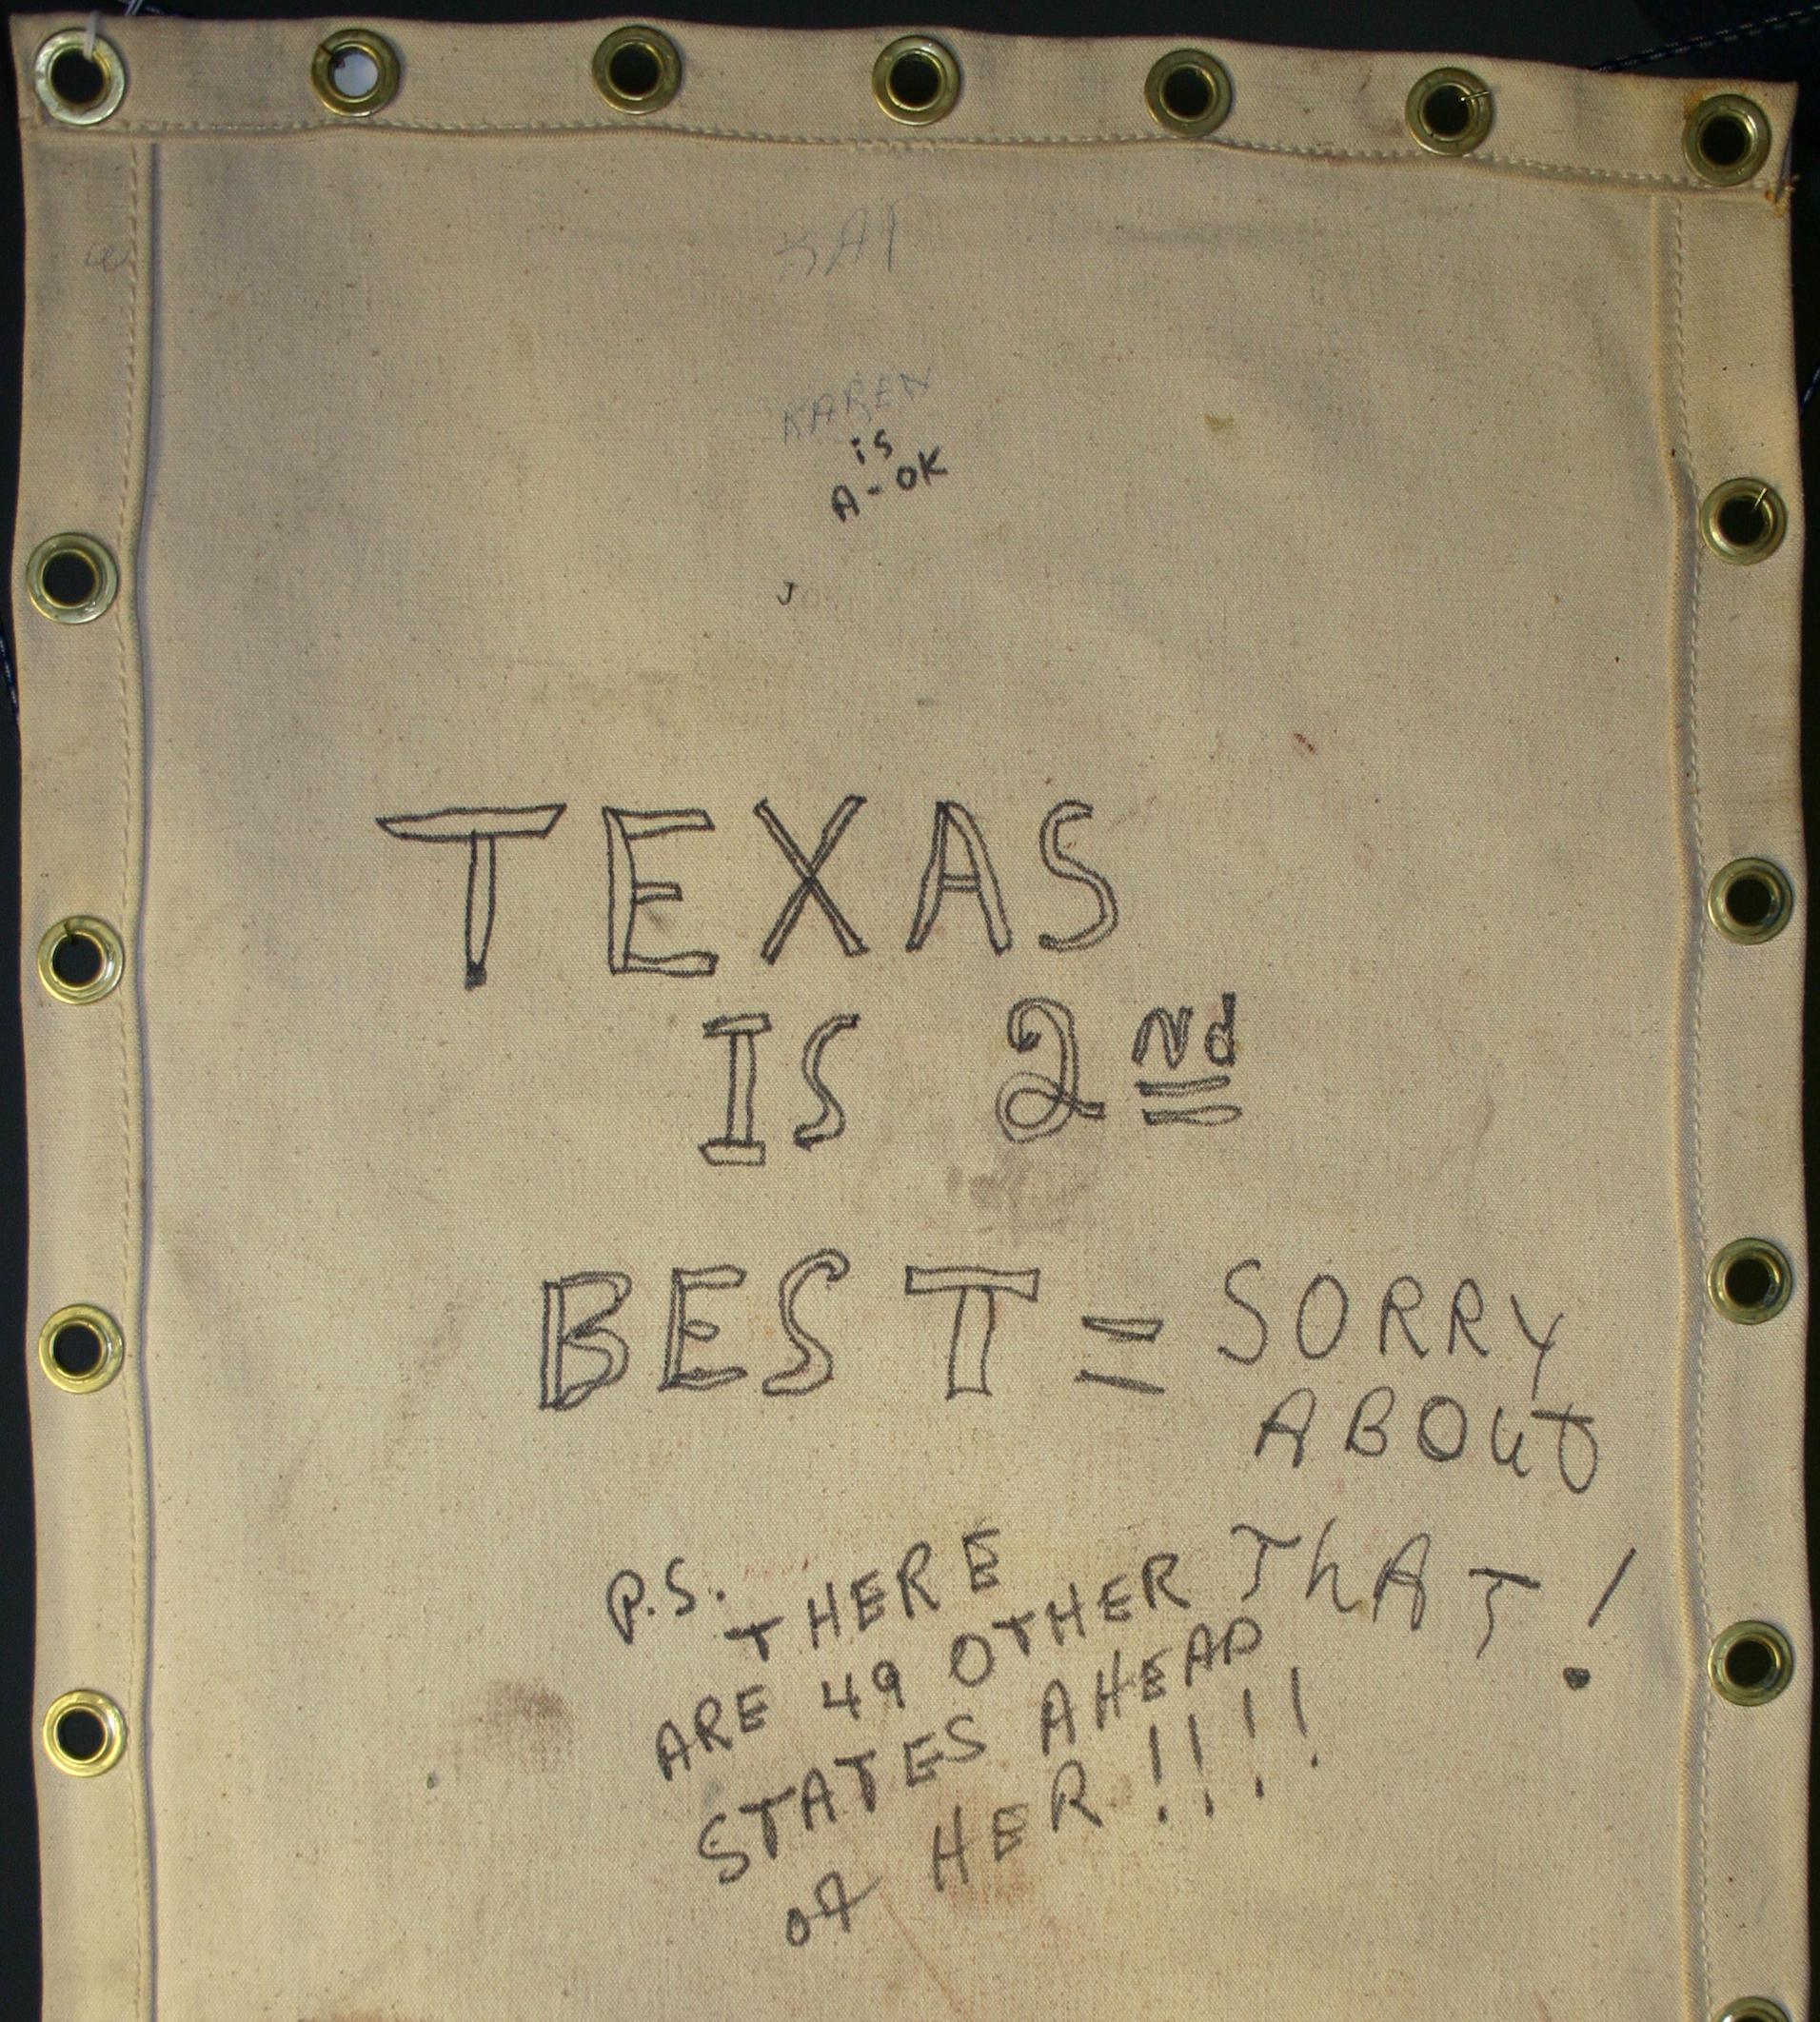 KAREN
is
A-OK
TEXAS
IS 2Nd
BEST = SORRY
ABOUT
THAT!
P.S. THERE
ARE 49 OTHER
STATES AHEAD
OF HER!!!!